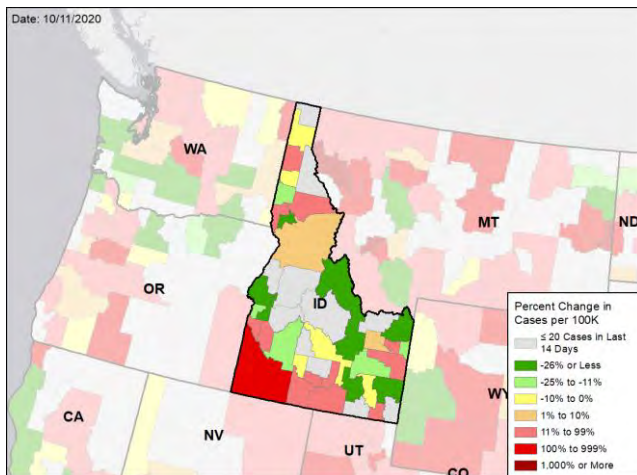 Date: 10/11/2020
WA
MT
ND
OR
ID
Percent Change in
Cases per 100K
≤ 20 Cases in Last
14 Days
-26% or Less
-25% to -11%
-10% to 0%
1% to 10%
11% to 99%
100% to 999%
1,000% or More
WY
CA
NV
UT
CO